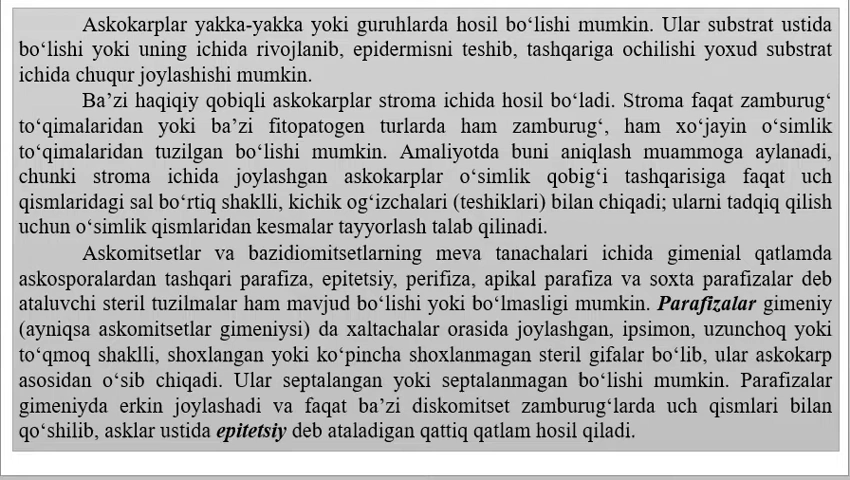 Askokarplar yakka-yakka yoki guruhlarda hosil bo‘lishi mumkin. Ular substrat ustida
bo‘lishi yoki uning ichida rivojlanib, epidermisni teshib, tashqariga ochilishi yoxud substrat
ichida chuqur joylashishi mumkin.
Ba’zi haqiqiy qobiqli askokarplar stroma ichida hosil bo‘ladi. Stroma faqat zamburug‘
to‘qimalaridan yoki ba’zi fitopatogen turlarda ham zamburug‘, ham xo‘jayin o‘simlik
to‘qimalaridan tuzilgan bo‘lishi mumkin. Amaliyotda buni aniqlash muammoga aylanadi,
chunki stroma ichida joylashgan askokarplar o‘simlik qobig‘i tashqarisiga faqat uch
qismlaridagi sal bo‘rtiq shaklli, kichik og‘izchalari (teshiklari) bilan chiqadi; ularni tadqiq qilish
uchun o‘simlik qismlaridan kesmalar tayyorlash talab qilinadi.
Askomitsetlar va bazidiomitsetlarning meva tanachalari ichida gimenial qatlamda
askosporalardan tashqari parafiza, epitetsiy, perifiza, apikal parafiza va soxta parafizalar deb
ataluvchi steril tuzilmalar ham mavjud bo‘lishi yoki bo‘lmasligi mumkin. Parafizalar gimeniy
(ayniqsa askomitsetlar gimeniysi) da xaltachalar orasida joylashgan, ipsimon, uzunchoq yoki
to‘qmoq shaklli, shoxlangan yoki ko‘pincha shoxlanmagan steril gifalar bo‘lib, ular askokarp
asosidan o‘sib chiqadi. Ular septalangan yoki septalanmagan bo‘lishi mumkin. Parafizalar
gimeniyda erkin joylashadi va faqat ba’zi diskomitset zamburug‘larda uch qismlari bilan
qo‘shilib, asklar ustida epitetsiy deb ataladigan qattiq qatlam hosil qiladi.